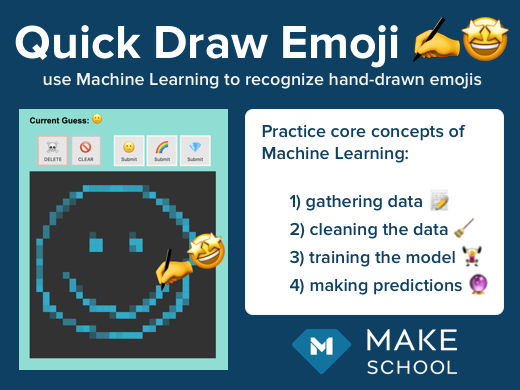 Quick Draw Emoji ✍️🤩
use Machine Learning to recognize hand-drawn emojis
Current Guess: 🙂
DELETE
CLEAR
Submit
Submit
Submit
Practice core concepts of
Machine Learning:
1) gathering data 📝
2) cleaning the data 🧹
3) training the model 🏋️
4) making predictions 🔮
M
MAKE
SCHOOL